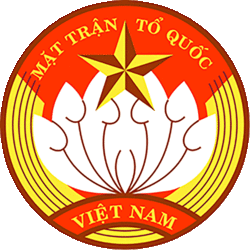 MẶT TRẬN TỔ QUỐC
VIỆT NAM